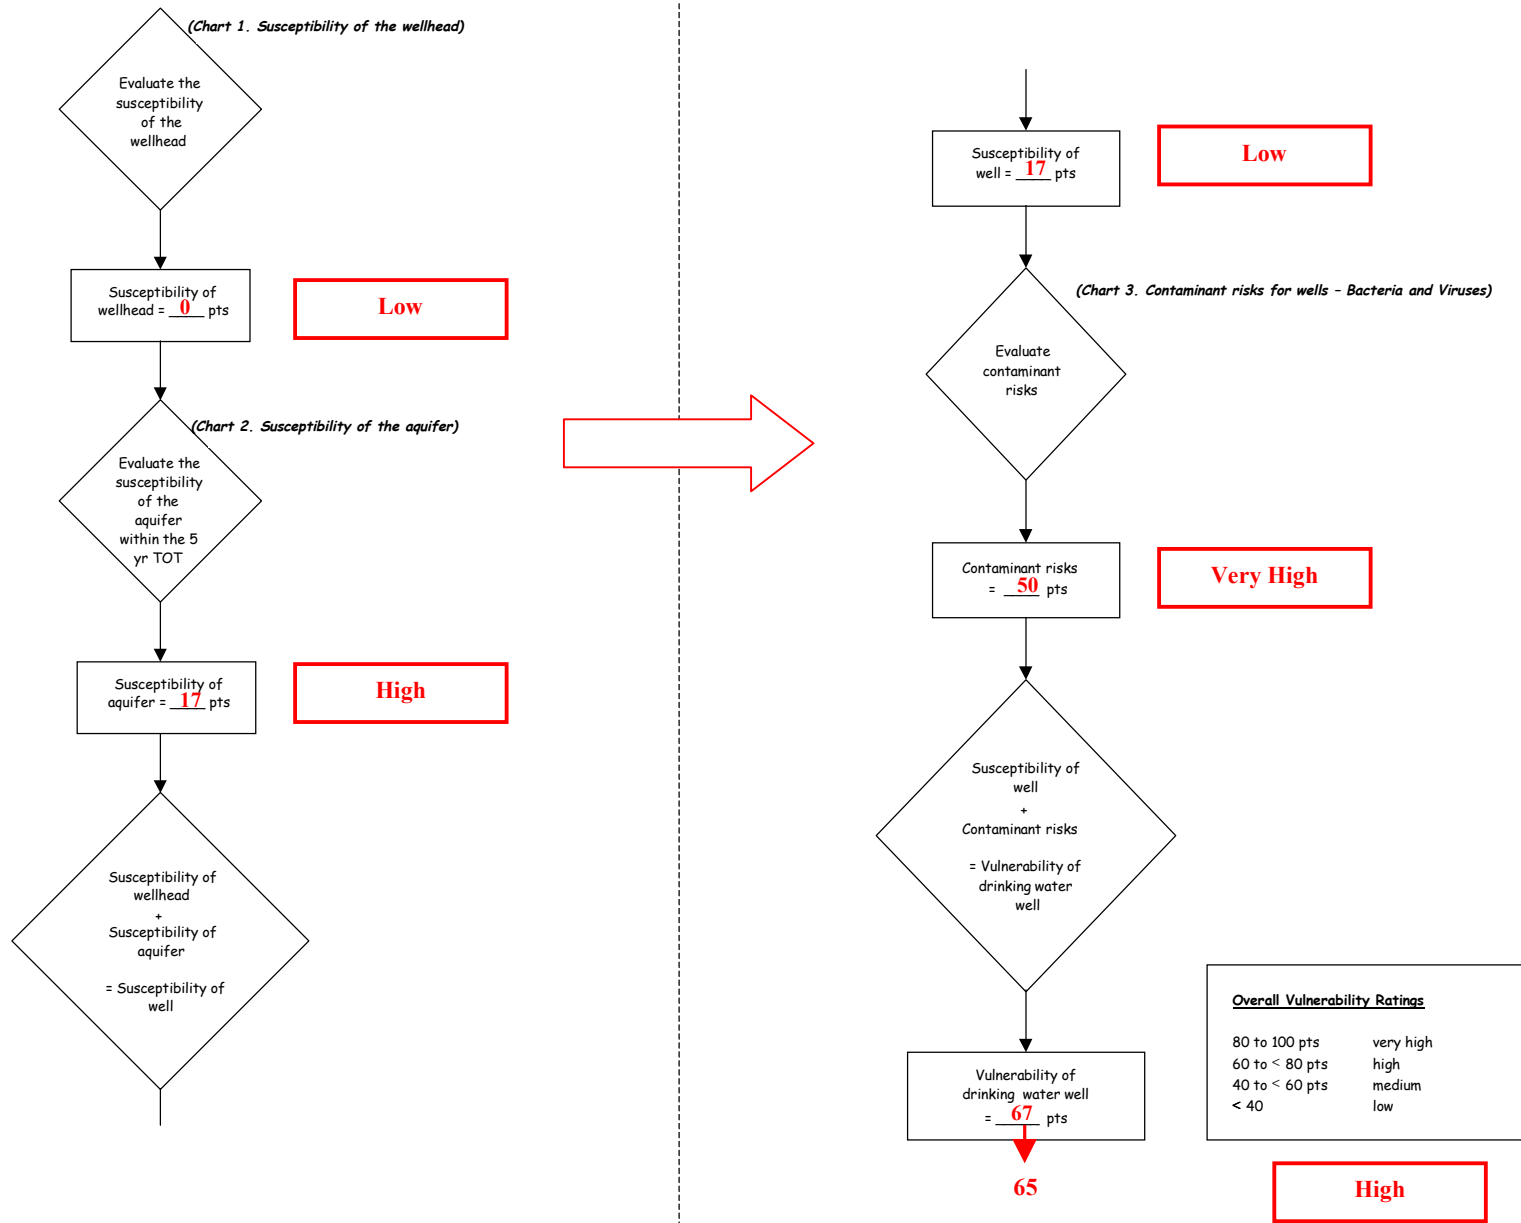 (Chart 1. Susceptibility of the wellhead)
Evaluate the
susceptibility
of the
wellhead
Susceptibility of
wellhead = 0 pts
Low
(Chart 2. Susceptibility of the aquifer)
Evaluate the
susceptibility
of the
aquifer
within the 5
yr TOT
Susceptibility of
aquifer = 17 pts
High
Susceptibility of
wellhead
+
Susceptibility of
aquifer
= Susceptibility of
well
Susceptibility of
well = 17 pts
Low
(Chart 3. Contaminant risks for wells – Bacteria and Viruses)
Evaluate
contaminant
risks
Contaminant risks
= 50 pts
Very High
Susceptibility of
well
+
Contaminant risks
= Vulnerability of
drinking water
well
Vulnerability of
drinking water well
= 67 pts
65
Overall Vulnerability Ratings
80 to 100 pts very high
60 to < 80 pts high
40 to < 60 pts medium
< 40 low
High